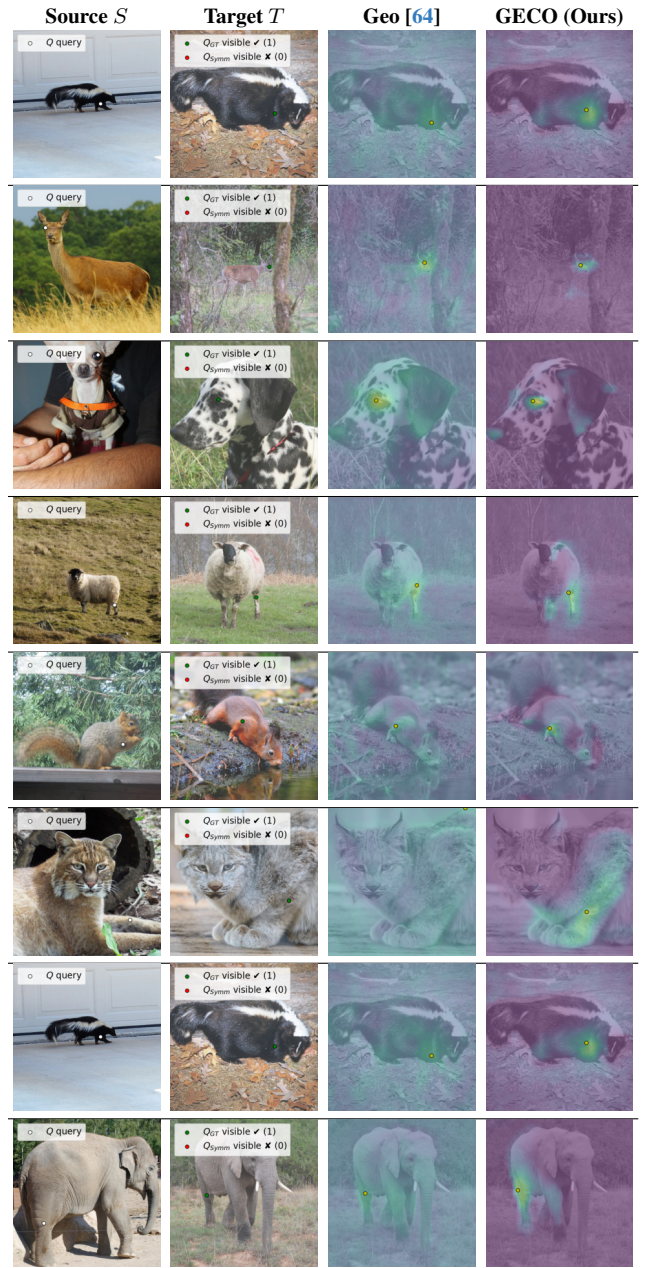 Source S Target T Geo [64] GECO (Ours)
Q query
Q_GT visible ✔ (1)
Q_Symm visible ✘ (0)
Q query
Q_GT visible ✔ (1)
Q_Symm visible ✘ (0)
Q query
Q_GT visible ✔ (1)
Q_Symm visible ✘ (0)
Q query
Q_GT visible ✔ (1)
Q_Symm visible ✘ (0)
Q query
Q_GT visible ✔ (1)
Q_Symm visible ✘ (0)
Q query
Q_GT visible ✔ (1)
Q_Symm visible ✘ (0)
Q query
Q_GT visible ✔ (1)
Q_Symm visible ✘ (0)
Q query
Q_GT visible ✔ (1)
Q_Symm visible ✘ (0)